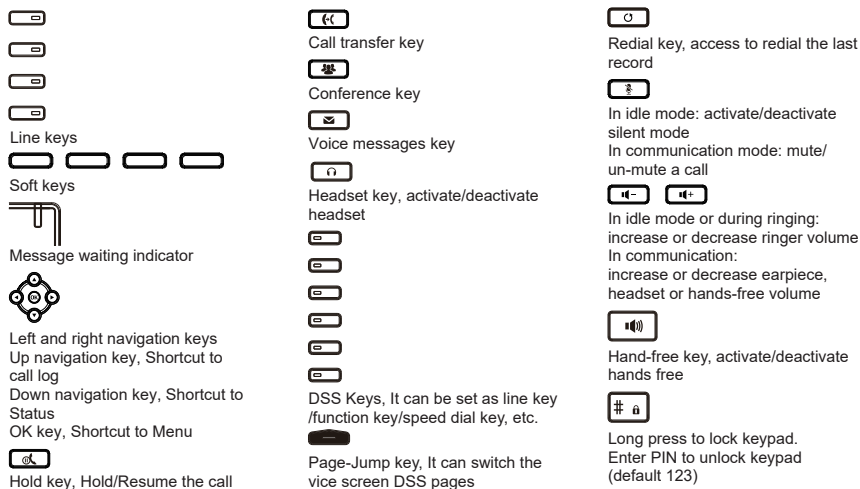 Line keys
Soft keys
Message waiting indicator
OK
Left and right navigation keys
Up navigation key, Shortcut to
call log
Down navigation key, Shortcut to
Status
OK key, Shortcut to Menu
Hold key, Hold/Resume the call
Call transfer key
Conference key
Voice messages key
Headset key, activate/deactivate
headset
DSS Keys, It can be set as line key
/function key/speed dial key, etc.
Page-Jump key, It can switch the
vice screen DSS pages
Redial key, access to redial the last
record
In idle mode: activate/deactivate
silent mode
In communication mode: mute/
un-mute a call
- +
In idle mode or during ringing:
increase or decrease ringer volume
In communication:
increase or decrease earpiece,
headset or hands-free volume
Hand-free key, activate/deactivate
hands free
#
Long press to lock keypad.
Enter PIN to unlock keypad
(default 123)